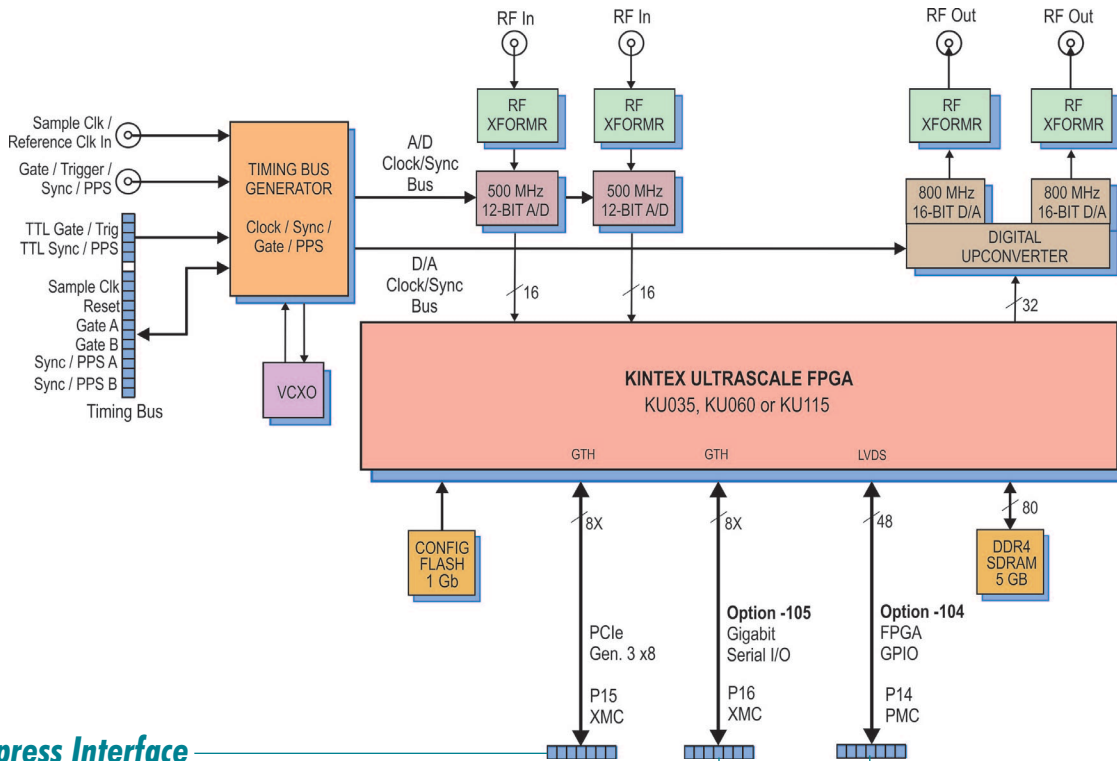 RF In
RF In
RF Out
RF Out
RF
XFORMR
RF
XFORMR
RF
XFORMR
RF
XFORMR
Sample Clk /
Reference Clk In
Gate / Trigger /
Sync / PPS
TTL Gate / Trig
TTL Sync / PPS
Sample Clk
Reset
Gate A
Gate B
Sync / PPS A
Sync / PPS B
Timing Bus
TIMING BUS
GENERATOR
Clock / Sync /
Gate / PPS
VCXO
A/D
Clock/Sync
Bus
D/A
Clock/Sync
Bus
500 MHz
12-BIT A/D
500 MHz
12-BIT A/D
800 MHz
16-BIT D/A
800 MHz
16-BIT D/A
DIGITAL
UPCONVERTER
16
16
32
KINTEX ULTRASCALE FPGA
KU035, KU060 or KU115
GTH
GTH
LVDS
8X
8X
48
80
CONFIG
FLASH
1 Gb
DDR4
SDRAM
5 GB
PCIe
Gen. 3 x8
P15
XMC
Option -105
Gigabit
Serial I/O
P16
XMC
Option -104
FPGA
GPIO
P14
PMC
press Interface